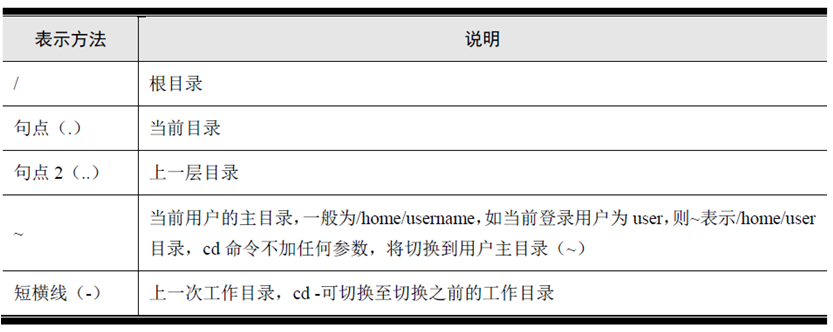 表示方法 说明
/ 根目录
句点（.） 当前目录
句点 2（..） 上一层目录
~ 当前用户的主目录，一般为/home/username，如当前登录用户为 user，则~表示/home/user
目录，cd 命令不加任何参数，将切换到用户主目录（~）
短横线（-） 上一次工作目录，cd -可切换至切换之前的工作目录